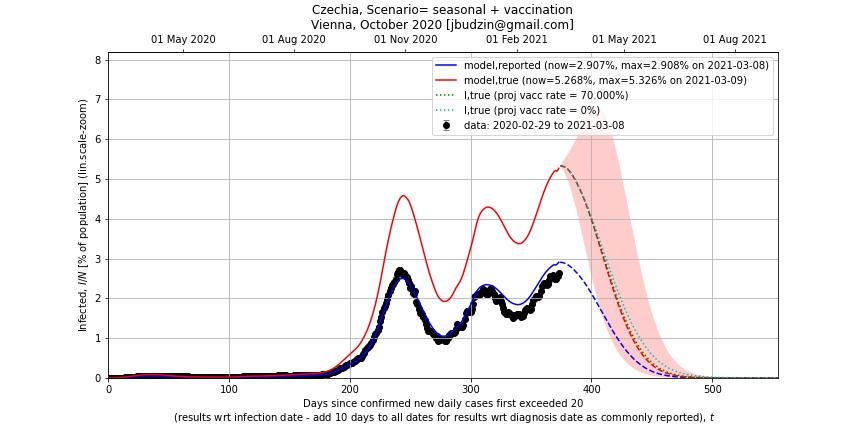 Czechia, Scenario= seasonal + vaccination
Vienna, October 2020 [jbudzin@gmail.com]
01 May 2020 01 Aug 2020 01 Nov 2020 01 Feb 2021 01 May 2021 01 Aug 2021
model,reported (now=2.907%, max=2.908% on 2021-03-08)
model,true (now=5.268%, max=5.326% on 2021-03-09)
I,true (proj vacc rate = 70.000%)
I,true (proj vacc rate = 0%)
data: 2020-02-29 to 2021-03-08
Infected, I/N [% of population] (lin.scale-zoom)
8
7
6
5
4
3
2
1
0
0 100 200 300 400 500
Days since confirmed new daily cases first exceeded 20
(results wrt infection date - add 10 days to all dates for results wrt diagnosis date as commonly reported), t